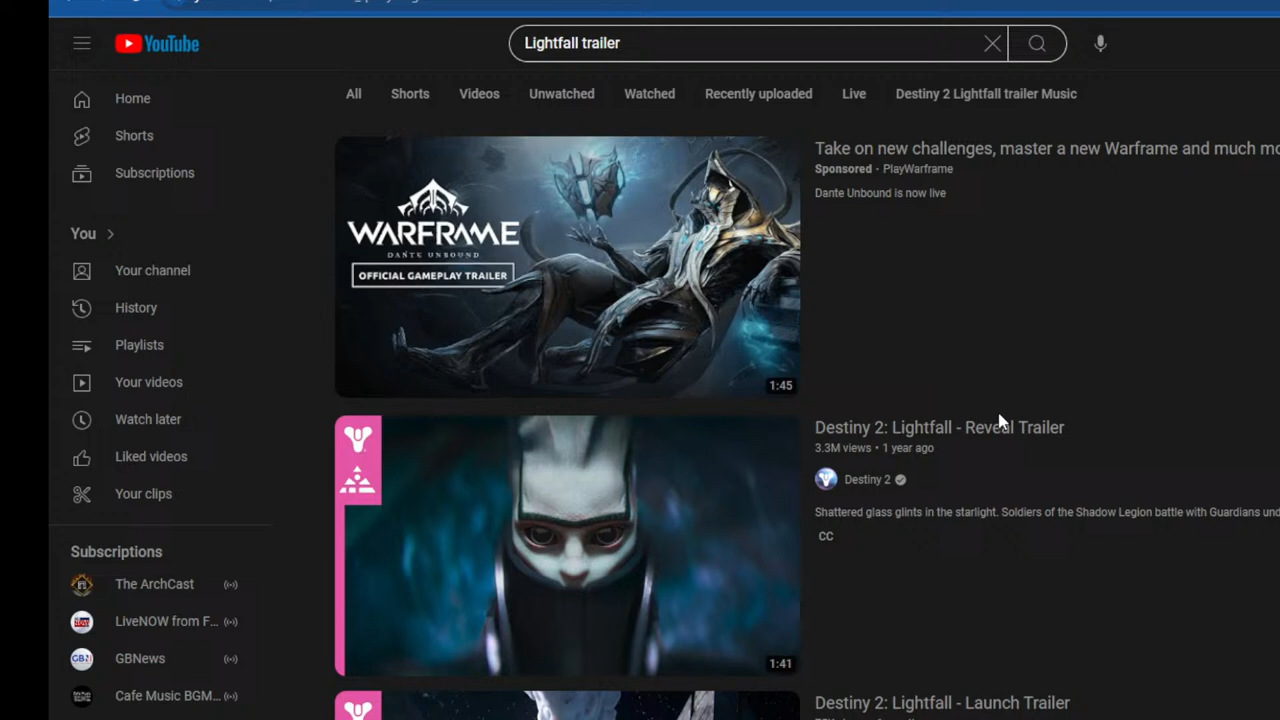 YouTube
Lightfall trailer
All Shorts Videos Unwatched Watched Recently uploaded Live Destiny 2 Lightfall trailer Music
Home
Shorts
Subscriptions
You
Your channel
History
Playlists
Your videos
Watch later
Liked videos
Your clips
Subscriptions
The ArchCast
LiveNOW from F...
GBNews
Cafe Music BGM...
WARFRAME
DANTE UNBOUND
OFFICIAL GAMEPLAY TRAILER
1:45
Take on new challenges, master a new Warframe and much
Sponsored · PlayWarframe
Dante Unbound is now live
1:41
Destiny 2: Lightfall - Reveal Trailer
3.3M views • 1 year ago
Destiny 2
Shattered glass glints in the starlight. Soldiers of the Shadow Legion battle with Guardians
CC
Destiny 2: Lightfall - Launch Trailer